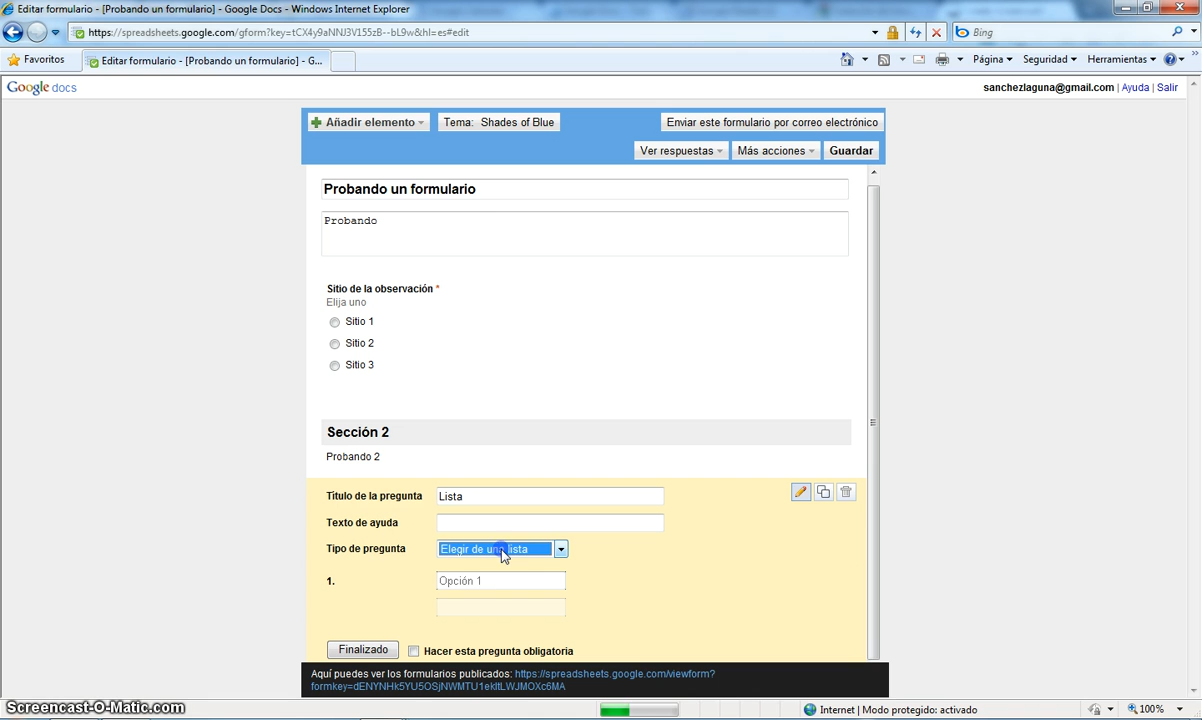 Editar formulario - [Probando un formulario] - Google Docs - Windows Internet Explorer
https://spreadsheets.google.com/gform?key=tCX4y9aNNJ3V155zB--bL9w&hl=es#edit
Bing
Favoritos
Editar formulario - [Probando un formulario] - G...
Página
Seguridad
Herramientas
Google docs
sanchezlaguna@gmail.com | Ayuda | Salir
Añadir elemento
Tema: Shades of Blue
Enviar este formulario por correo electrónico
Ver respuestas
Más acciones
Guardar
Probando un formulario
Probando
Sitio de la observación *
Elija uno
Sitio 1
Sitio 2
Sitio 3
Sección 2
Probando 2
Título de la pregunta
Lista
Texto de ayuda
Tipo de pregunta
Elegir de una lista
1.
Opción 1
Finalizado
Hacer esta pregunta obligatoria
Aquí puedes ver los formularios publicados: https://spreadsheets.google.com/viewform?
Screencast-O-Matic.com
Internet | Modo protegido: activado
100%